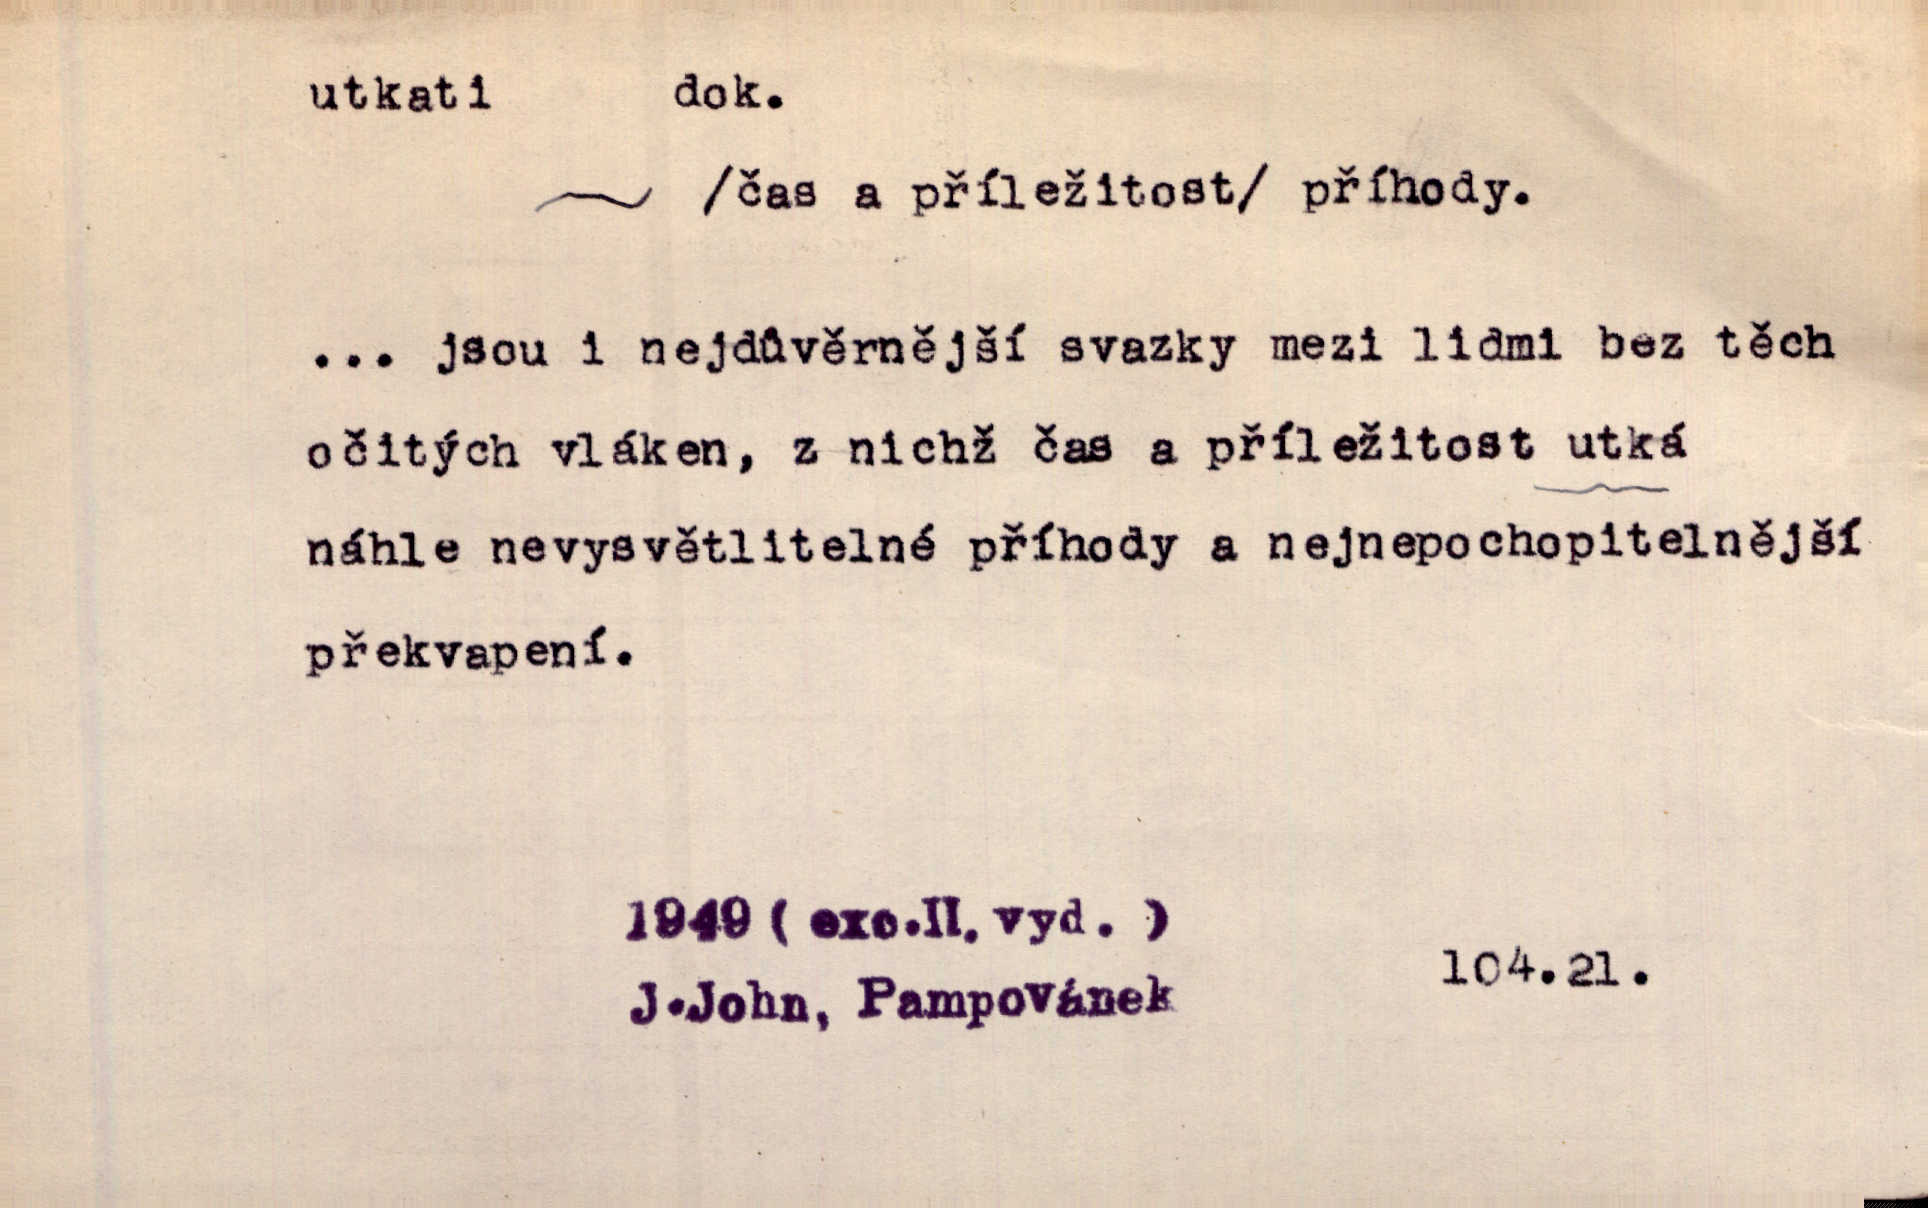 utkati dok.
~ /čas a příležitost/ příhody.
... jsou i nejdůvěrnější svazky mezi lidmi bez těch
očitých vláken, z nichž čas a příležitost utká
náhle nevysvětlitelné příhody a nejnepochopitelnější
překvapení.
1949 ( exc.II. vyd. )
J.John, Pampovánek
104.21.